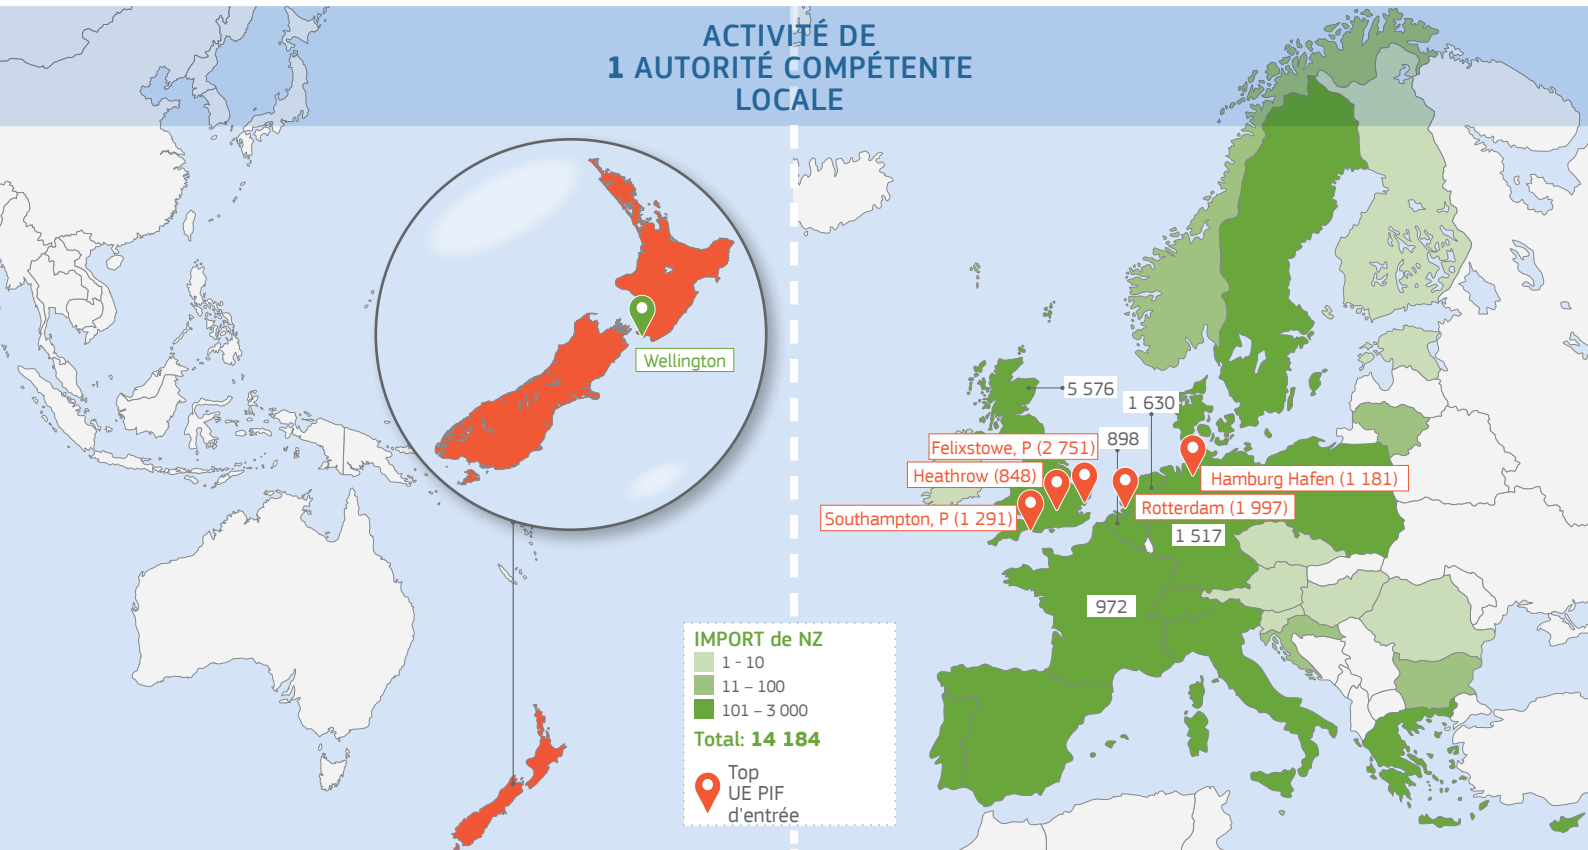 ACTIVITÉ DE
1 AUTORITÉ COMPÉTENTE
LOCALE
Wellington
5 576
1 630
898
Felixstowe, P (2 751)
Heathrow (848)
Southampton, P (1 291)
Hamburg Hafen (1 181)
Rotterdam (1 997)
1 517
972
IMPORT de NZ
1 - 10
11 – 100
101 – 3 000
Total: 14 184
Top
UE PIF
d'entrée